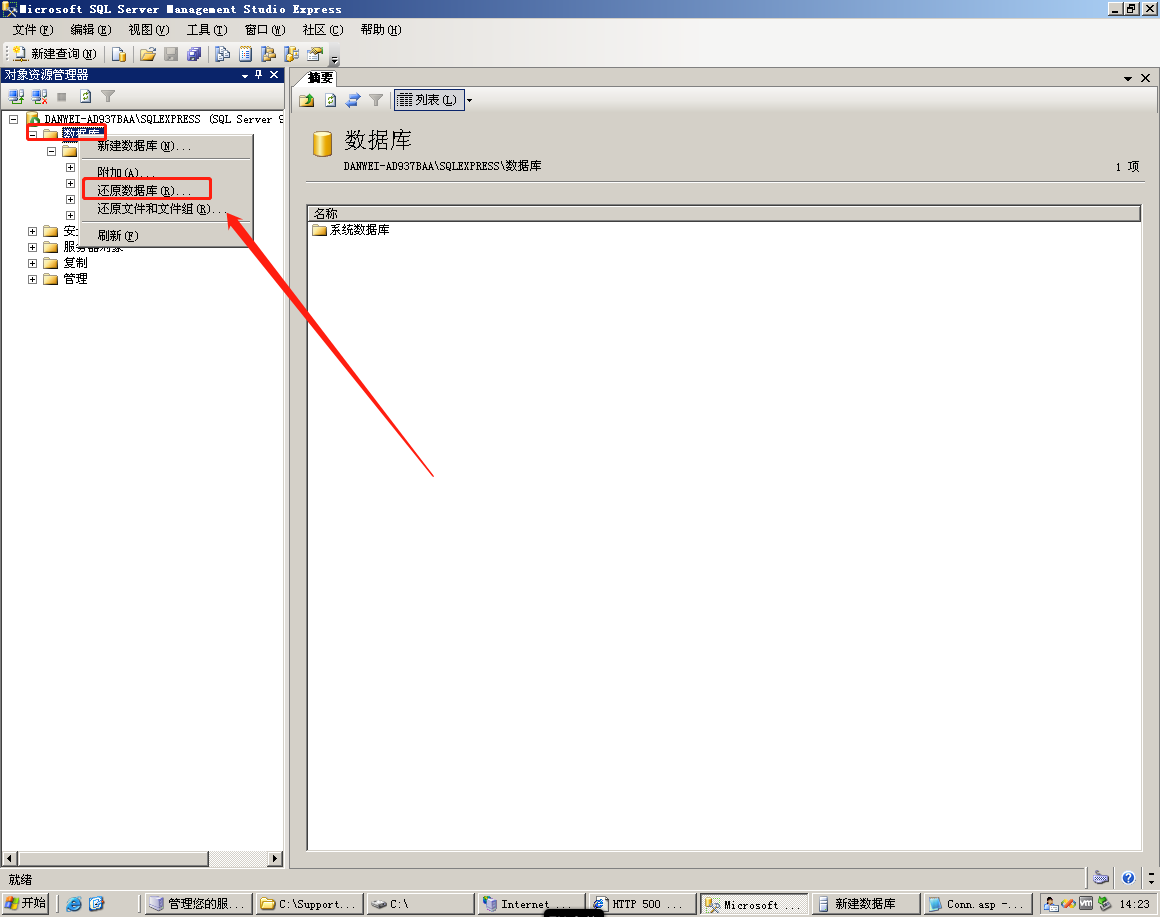 Microsoft SQL Server Management Studio Express
文件(F) 编辑(E) 视图(V) 工具(T) 窗口(W) 社区(C) 帮助(H)
新建查询(N)
对象资源管理器
摘要
列表(L)
DANWEI-AD937BAA\SQLEXPRESS (SQL Server 9
数据库
新建数据库(N)...
附加(A)...
还原数据库(R)...
还原文件和文件组(R)...
刷新(F)
安
服务器对象
复制
管理
数据库
DANWEI-AD937BAA\SQLEXPRESS\数据库
1 项
名称
系统数据库
就绪
开始
管理您的服...
C:\Support...
C:\
Internet ...
HTTP 500 ...
Microsoft ...
新建数据库
Conn.asp -...
14:23